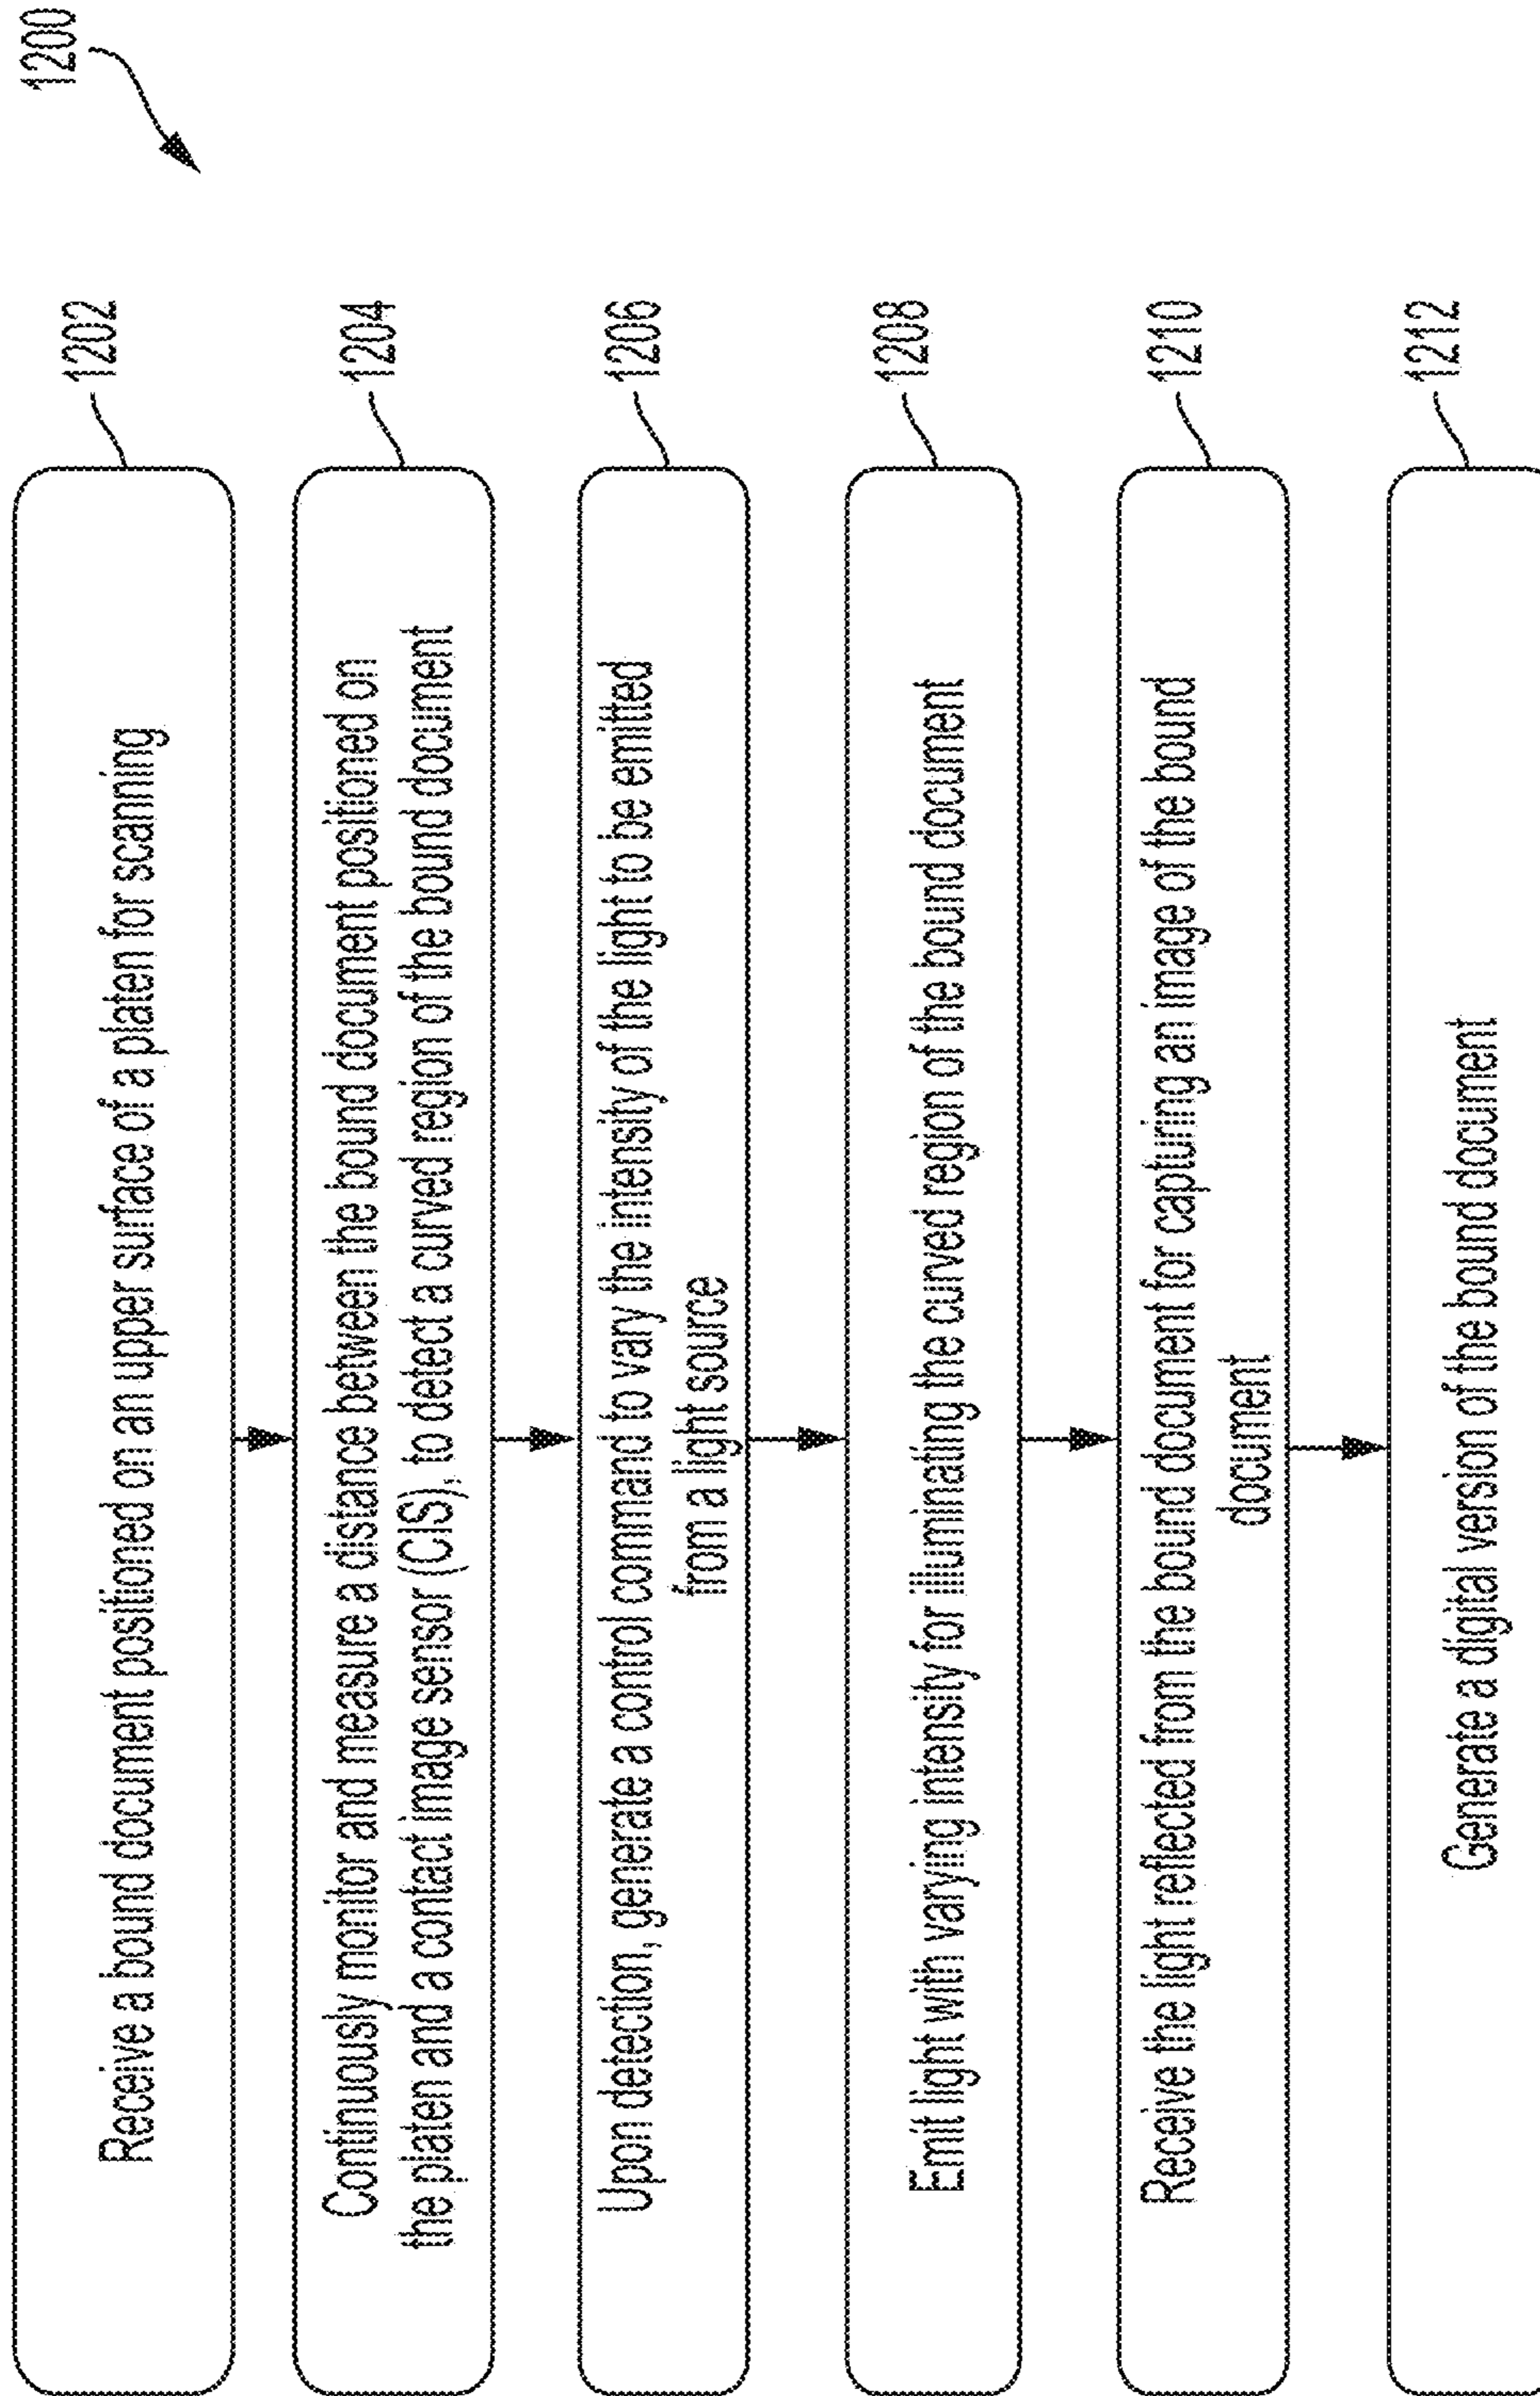 1200
Receive a bound document positioned on an upper surface of a platen for scanning
1202
Continuously monitor and measure a distance between the bound document positioned on
the platen and a contact image sensor (CIS), to detect a curved region of the bound document
1204
Upon detection, generate a control command to vary the intensity of the light to be emitted
from a light source
1206
Emit light with varying intensity for illuminating the curved region of the bound document
1208
Receive the light reflected from the bound document for capturing an image of the bound
document
1210
Generate a digital version of the bound document
1212